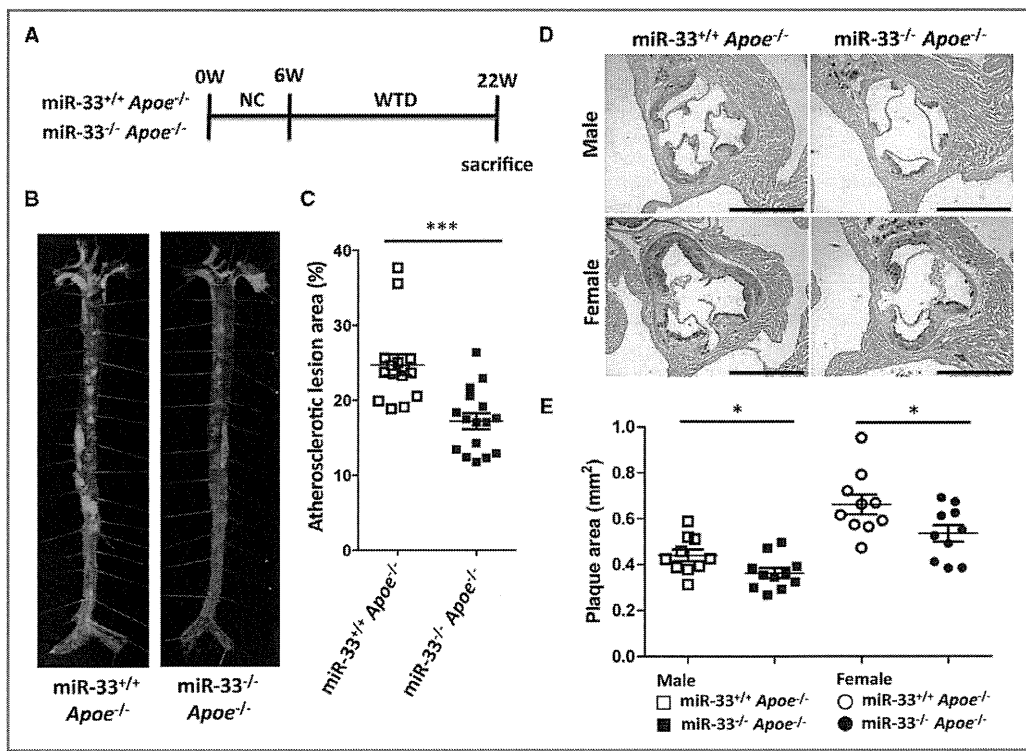 A
0W 6W 22W
miR-33+/+ Apoe-/-
miR-33-/- Apoe-/-
NC WTD
sacrifice
B
miR-33+/+
Apoe-/-
miR-33-/-
Apoe-/-
C
***
Atherosclerotic lesion area (%)
40
30
20
10
0
miR-33+/+ Apoe-/-
miR-33-/- Apoe-/-
D
miR-33+/+ Apoe-/- miR-33-/- Apoe-/-
Male
Female
E
* *
Plaque area (mm2)
1.0
0.8
0.6
0.4
0.2
0.0
Male
miR-33+/+ Apoe-/-
miR-33-/- Apoe-/-
Female
miR-33+/+ Apoe-/-
miR-33-/- Apoe-/-